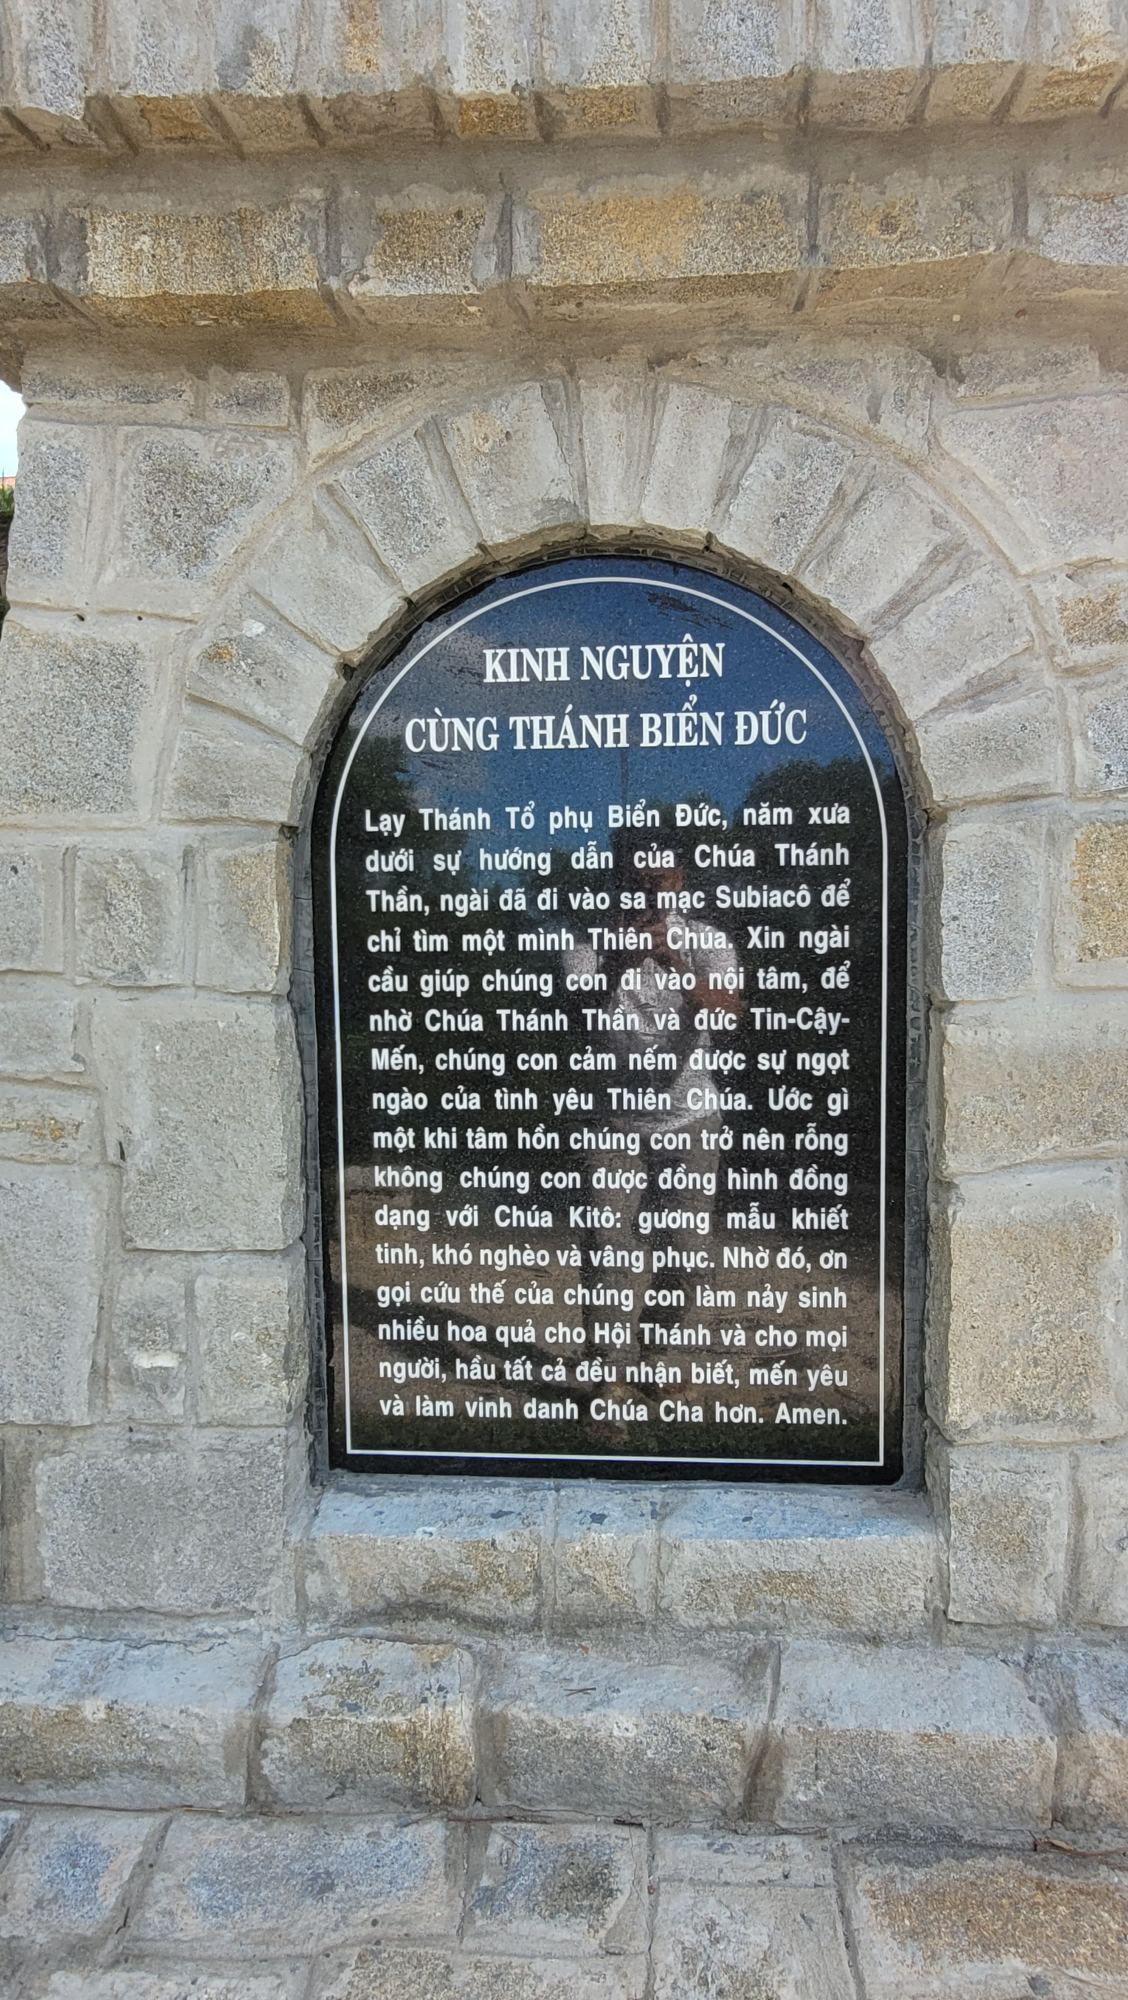 KINH NGUYỆN
CÙNG THÁNH BIỂN ĐỨC
Lạy Thánh Tổ phụ Biển Đức, năm xưa
dưới sự hướng dẫn của Chúa Thánh
Thần, ngài đã đi vào sa mạc Subiacô để
chỉ tìm một mình Thiên Chúa. Xin ngài
cầu giúp chúng con đi vào nội tâm, để
nhờ Chúa Thánh Thần và đức Tin-Cậy-
Mến, chúng con cảm nếm được sự ngọt
ngào của tình yêu Thiên Chúa. Ước gì
một khi tâm hồn chúng con trở nên rỗng
không chúng con được đồng hình đồng
dạng với Chúa Kitô: gương mẫu khiết
tinh, khó nghèo và vâng phục. Nhờ đó, ơn
gọi cứu thế của chúng con làm nảy sinh
nhiều hoa quả cho Hội Thánh và cho mọi
người, hầu tất cả đều nhận biết, mến yêu
và làm vinh danh Chúa Cha hơn. Amen.